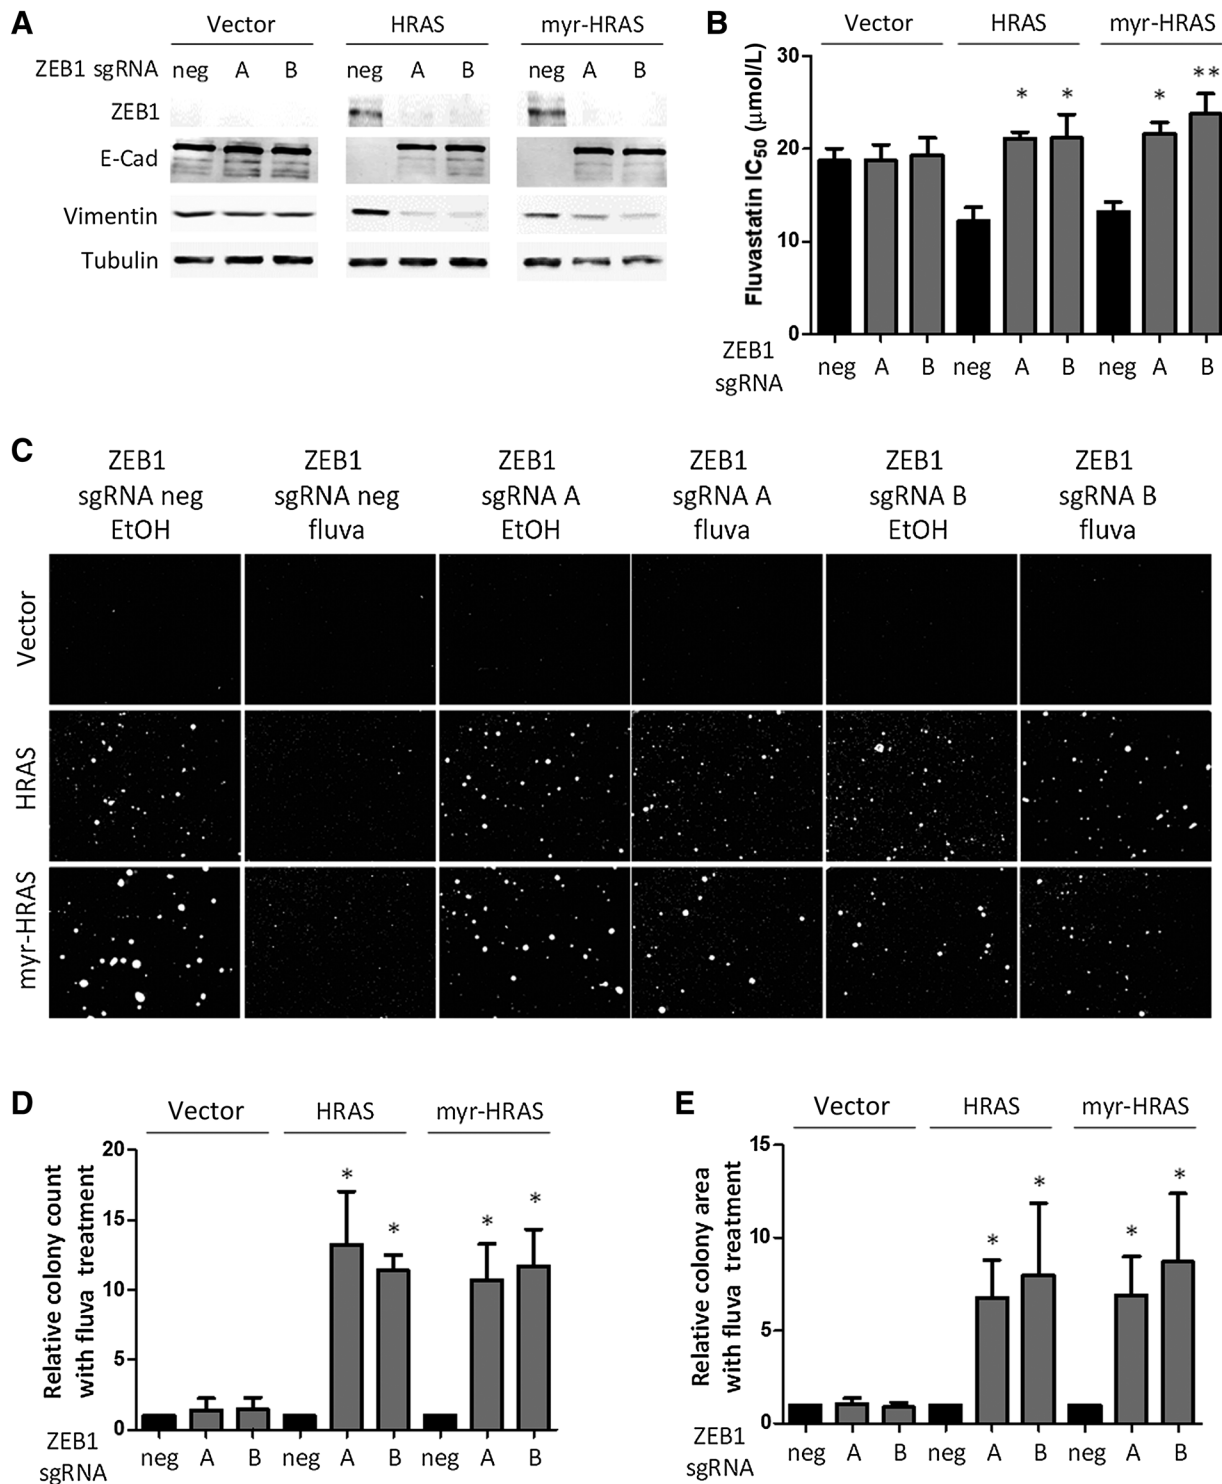 A
Vector HRAS myr-HRAS
ZEB1 sgRNA neg A B neg A B neg A B
ZEB1
E-Cad
Vimentin
Tubulin
B
Vector HRAS myr-HRAS
Fluvastatin IC50 (μmol/L)
30
20
10
0
* * * **
ZEB1
sgRNA
neg A B neg A B neg A B
C
ZEB1 ZEB1 ZEB1 ZEB1 ZEB1 ZEB1
sgRNA neg sgRNA neg sgRNA A sgRNA A sgRNA B sgRNA B
EtOH fluva EtOH fluva EtOH fluva
Vector
HRAS
myr-HRAS
D
Vector HRAS myr-HRAS
Relative colony count
with fluva treatment
20
15
10
5
0
* * * *
ZEB1
sgRNA
neg A B neg A B neg A B
E
Vector HRAS myr-HRAS
Relative colony area
with fluva treatment
15
10
5
0
* * * *
ZEB1
sgRNA
neg A B neg A B neg A B